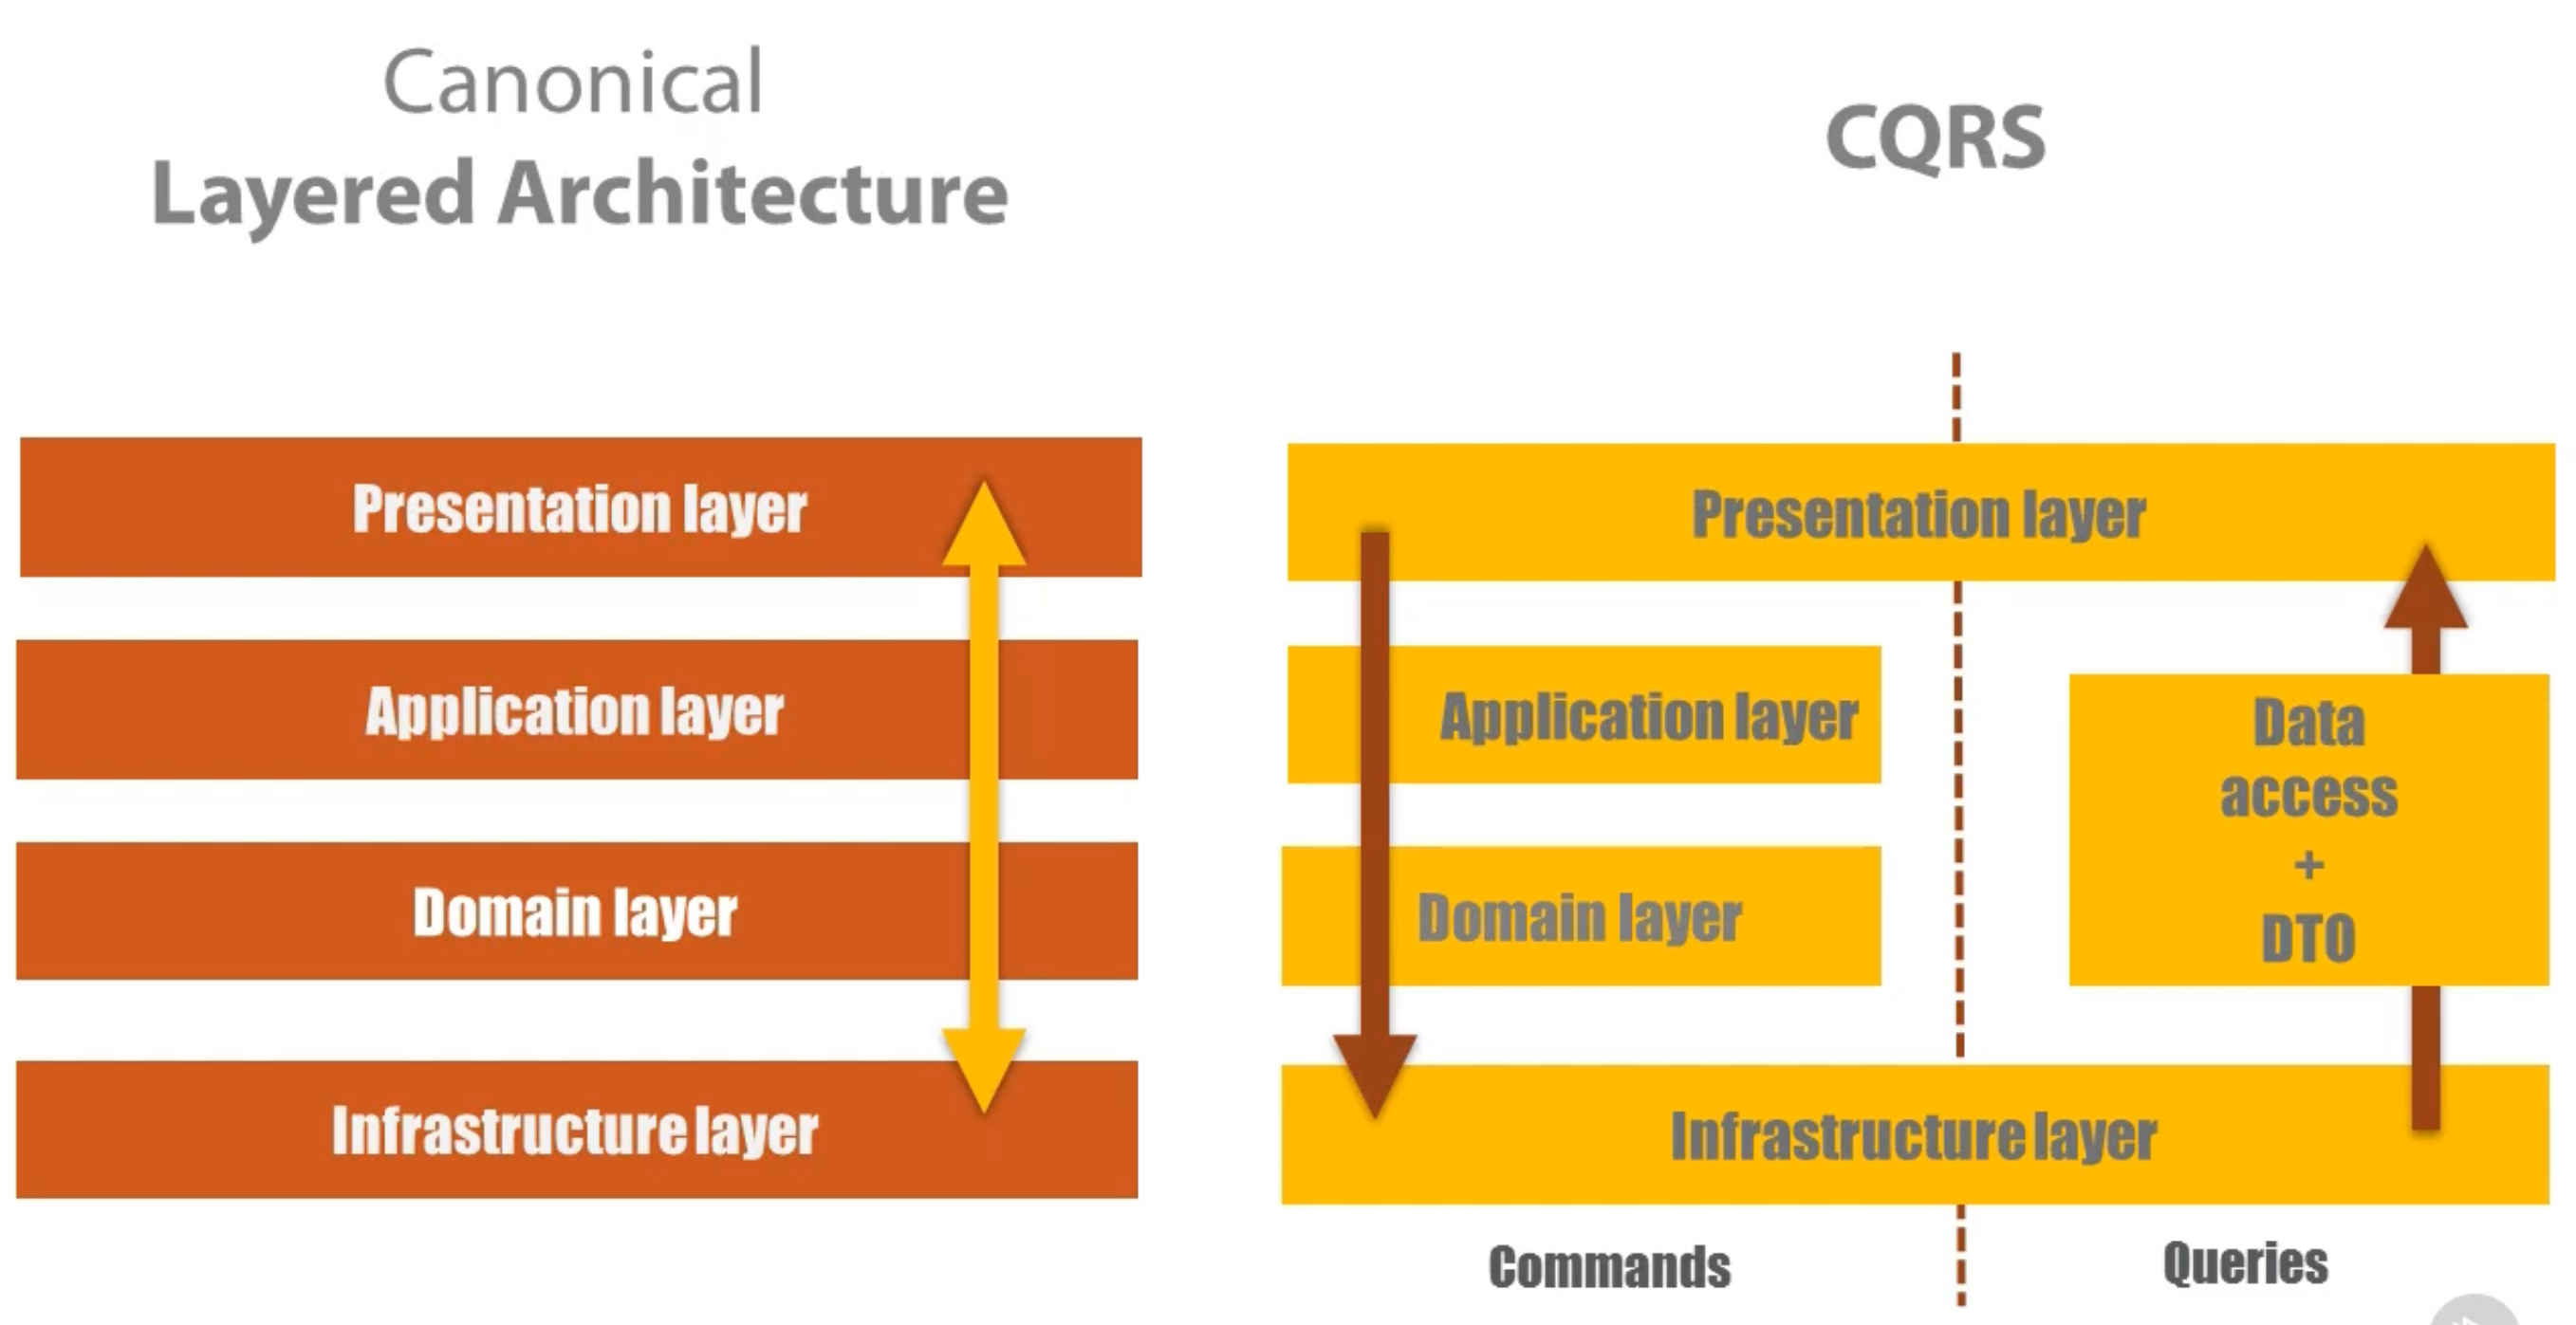 Canonical
Layered Architecture
Presentation layer
Application layer
Domain layer
Infrastructure layer
CQRS
Presentation layer
Application layer
Domain layer
Data
access
+
DTO
Infrastructure layer
Commands
Queries